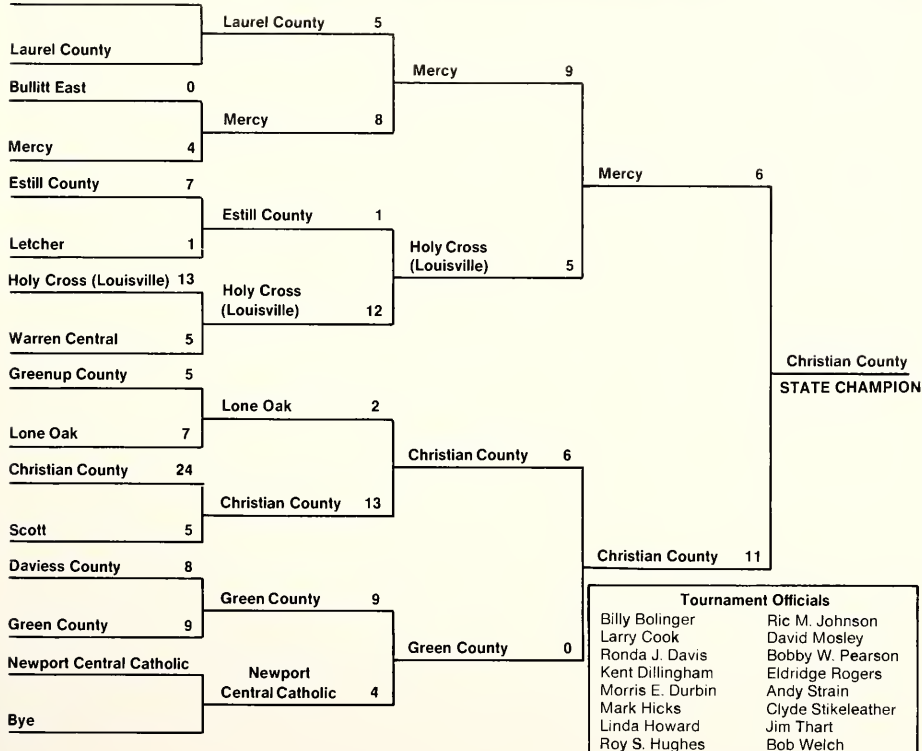 Laurel County 5
Laurel County
Bullitt East 0
Mercy 8
Mercy 4
Mercy 9
Estill County 7
Estill County 1
Letcher 1
Holy Cross (Louisville) 13
Holy Cross
(Louisville) 12
Warren Central 5
Holy Cross
(Louisville) 5
Mercy 6
Greenup County 5
Lone Oak 2
Lone Oak 7
Christian County 24
Christian County 13
Scott 5
Christian County 6
Daviess County 8
Green County 9
Green County 9
Newport Central Catholic
Newport
Central Catholic 4
Bye
Green County 0
Christian County 11
Christian County
STATE CHAMPION
Tournament Officials
Billy Bolinger Ric M. Johnson
Larry Cook David Mosley
Ronda J. Davis Bobby W. Pearson
Kent Dillingham Eldridge Rogers
Morris E. Durbin Andy Strain
Mark Hicks Clyde Stikeleather
Linda Howard Jim Thart
Roy S. Hughes Bob Welch